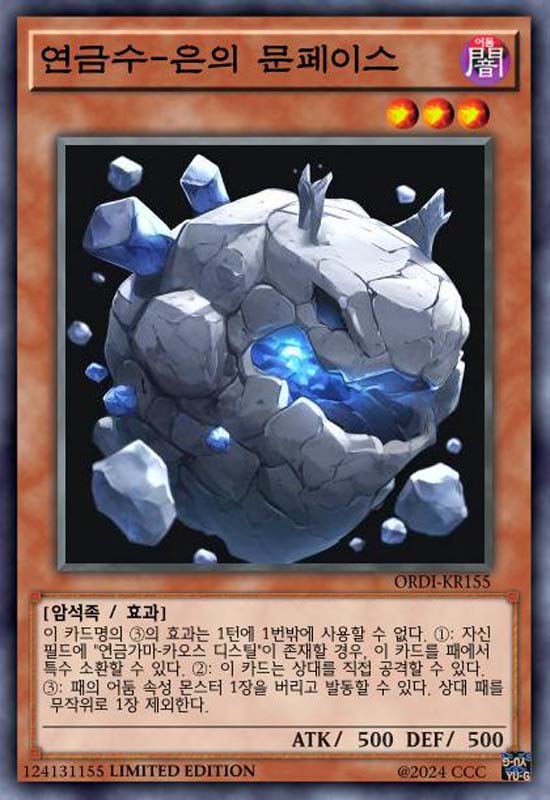 연금수-은의 문페이스
어둠
闇
ORDI-KR155
[암석족 / 효과]
이 카드명의 ③의 효과는 1턴에 1번밖에 사용할 수 없다. ①: 자신
필드에 "연금가마-카오스 디스틸"이 존재할 경우, 이 카드를 패에서
특수 소환할 수 있다. ②: 이 카드는 상대를 직접 공격할 수 있다.
③: 패의 어둠 속성 몬스터 1장을 버리고 발동할 수 있다. 상대 패를
무작위로 1장 제외한다.
ATK/ 500 DEF/ 500
124131155 LIMITED EDITION @2024 CCC